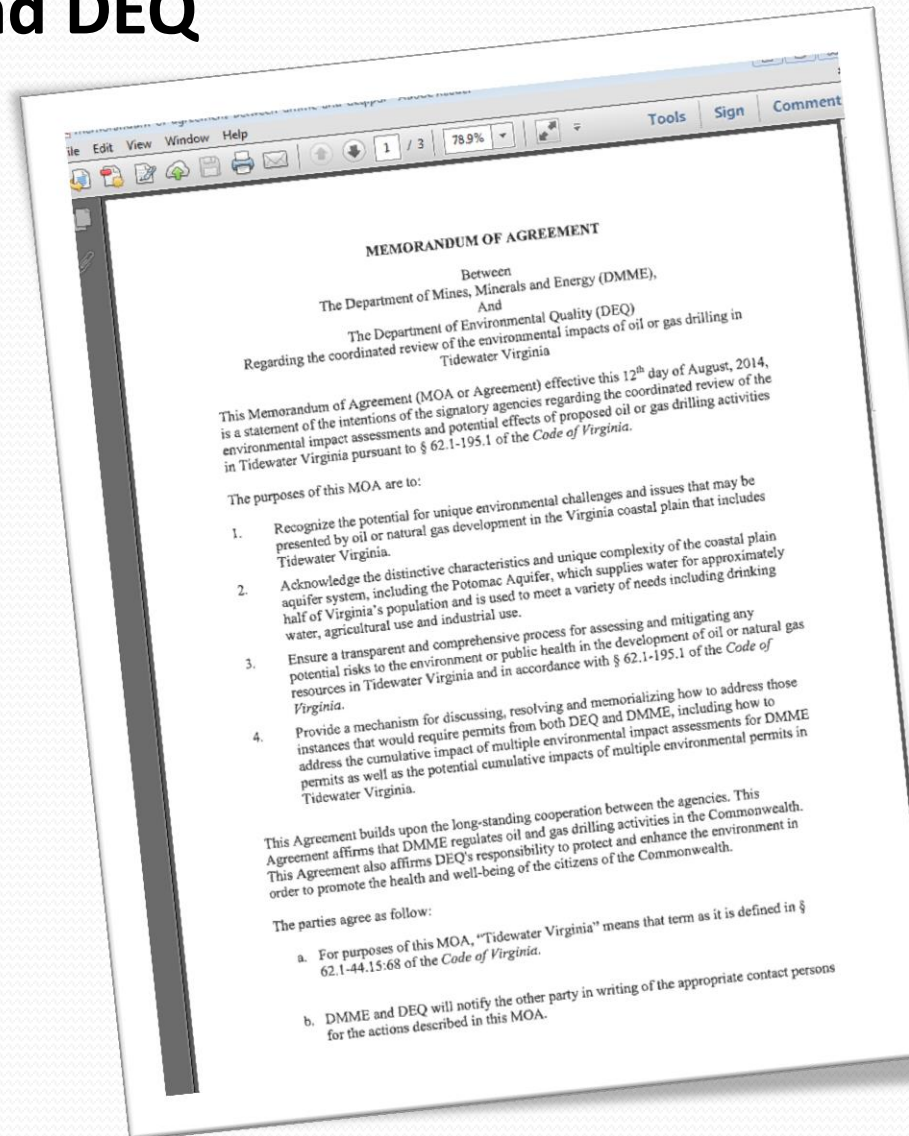 nd DEQ
memorandum of agreement between dmme and deq.pdf - Adobe Reader
ile Edit View Window Help
1 / 3 78.9% Tools Sign Comment
MEMORANDUM OF AGREEMENT
Between
The Department of Mines, Minerals and Energy (DMME),
And
The Department of Environmental Quality (DEQ)
Regarding the coordinated review of the environmental impacts of oil or gas drilling in
Tidewater Virginia
This Memorandum of Agreement (MOA or Agreement) effective this 12th day of August, 2014,
is a statement of the intentions of the signatory agencies regarding the coordinated review of the
environmental impact assessments and potential effects of proposed oil or gas drilling activities
in Tidewater Virginia pursuant to § 62.1-195.1 of the Code of Virginia.
The purposes of this MOA are to:
1. Recognize the potential for unique environmental challenges and issues that may be
presented by oil or natural gas development in the Virginia coastal plain that includes
Tidewater Virginia.
2. Acknowledge the distinctive characteristics and unique complexity of the coastal plain
aquifer system, including the Potomac Aquifer, which supplies water for approximately
half of Virginia's population and is used to meet a variety of needs including drinking
water, agricultural use and industrial use.
3. Ensure a transparent and comprehensive process for assessing and mitigating any
potential risks to the environment or public health in the development of oil or natural gas
resources in Tidewater Virginia and in accordance with § 62.1-195.1 of the Code of
Virginia.
4. Provide a mechanism for discussing, resolving and memorializing how to address those
instances that would require permits from both DEQ and DMME, including how to
address the cumulative impact of multiple environmental impact assessments for DMME
permits as well as the potential cumulative impacts of multiple environmental permits in
Tidewater Virginia.
This Agreement builds upon the long-standing cooperation between the agencies. This
Agreement affirms that DMME regulates oil and gas drilling activities in the Commonwealth.
This Agreement also affirms DEQ's responsibility to protect and enhance the environment in
order to promote the health and well-being of the citizens of the Commonwealth.
The parties agree as follow:
a. For purposes of this MOA, "Tidewater Virginia" means that term as it is defined in §
62.1-44.15:68 of the Code of Virginia.
b. DMME and DEQ will notify the other party in writing of the appropriate contact persons
for the actions described in this MOA.